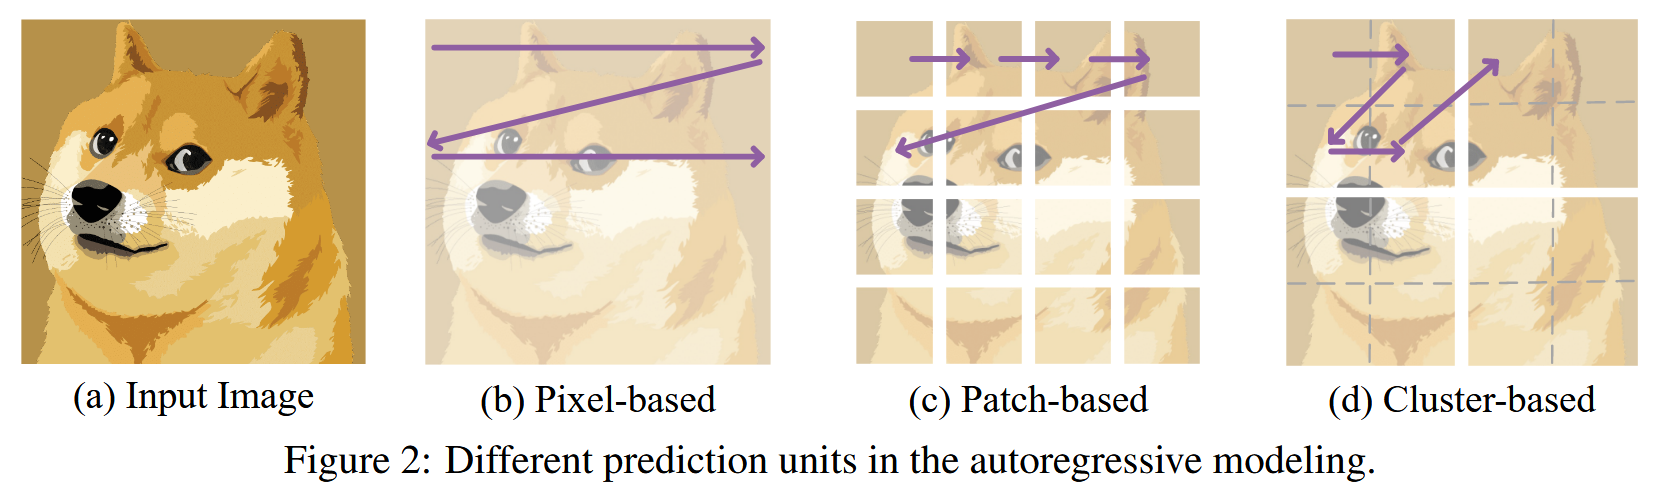 (a) Input Image
(b) Pixel-based
(c) Patch-based
(d) Cluster-based
Figure 2: Different prediction units in the autoregressive modeling.